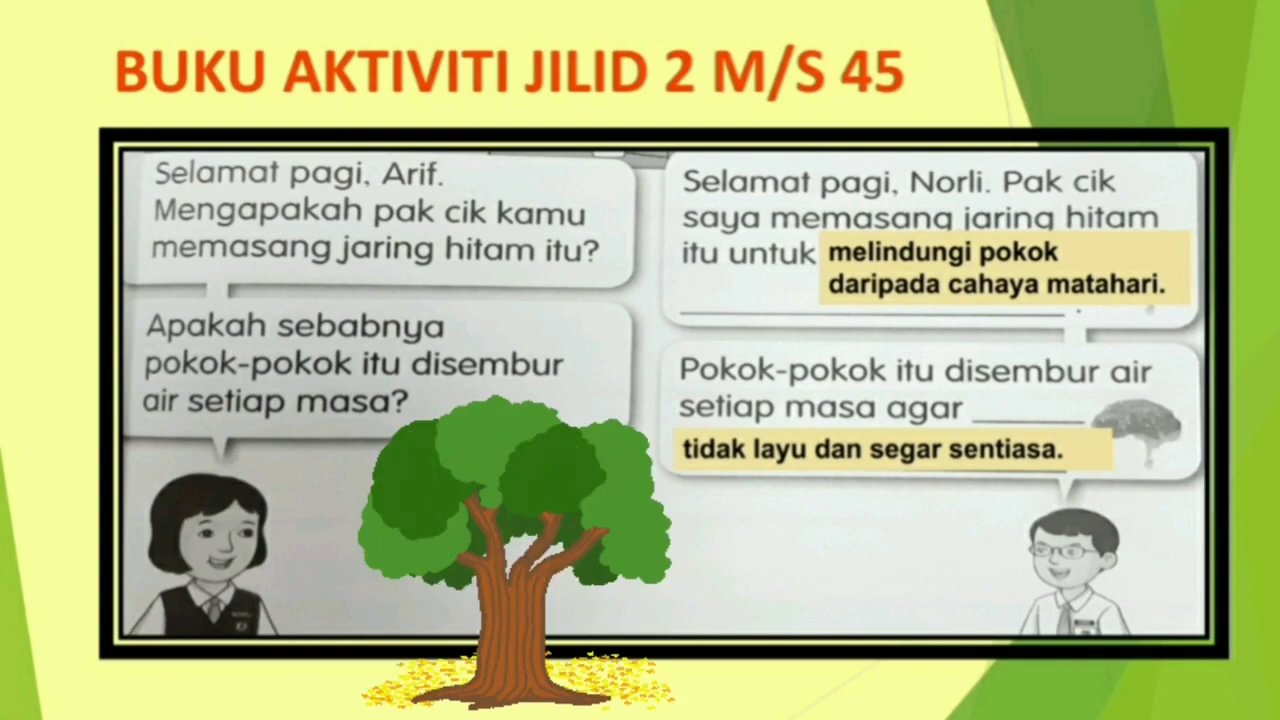 BUKU AKTIVITI JILID 2 M/S 45
Selamat pagi, Arif.
Mengapakah pak cik kamu
memasang jaring hitam itu?
Selamat pagi, Norli. Pak cik
saya memasang jaring hitam
itu untuk melindungi pokok
daripada cahaya matahari.
Apakah sebabnya
pokok-pokok itu disembur
air setiap masa?
Pokok-pokok itu disembur air
setiap masa agar
tidak layu dan segar sentiasa.